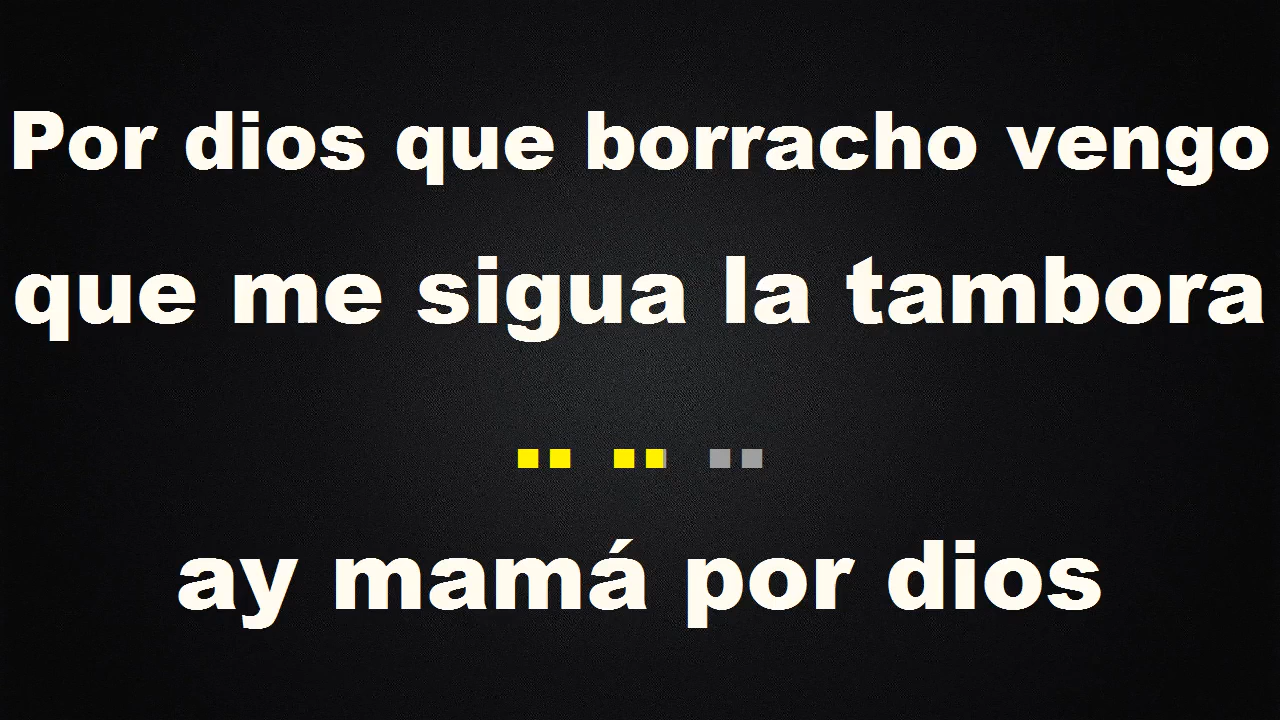 Por dios que borracho vengo
que me sigua la tambora
ay mamá por dios